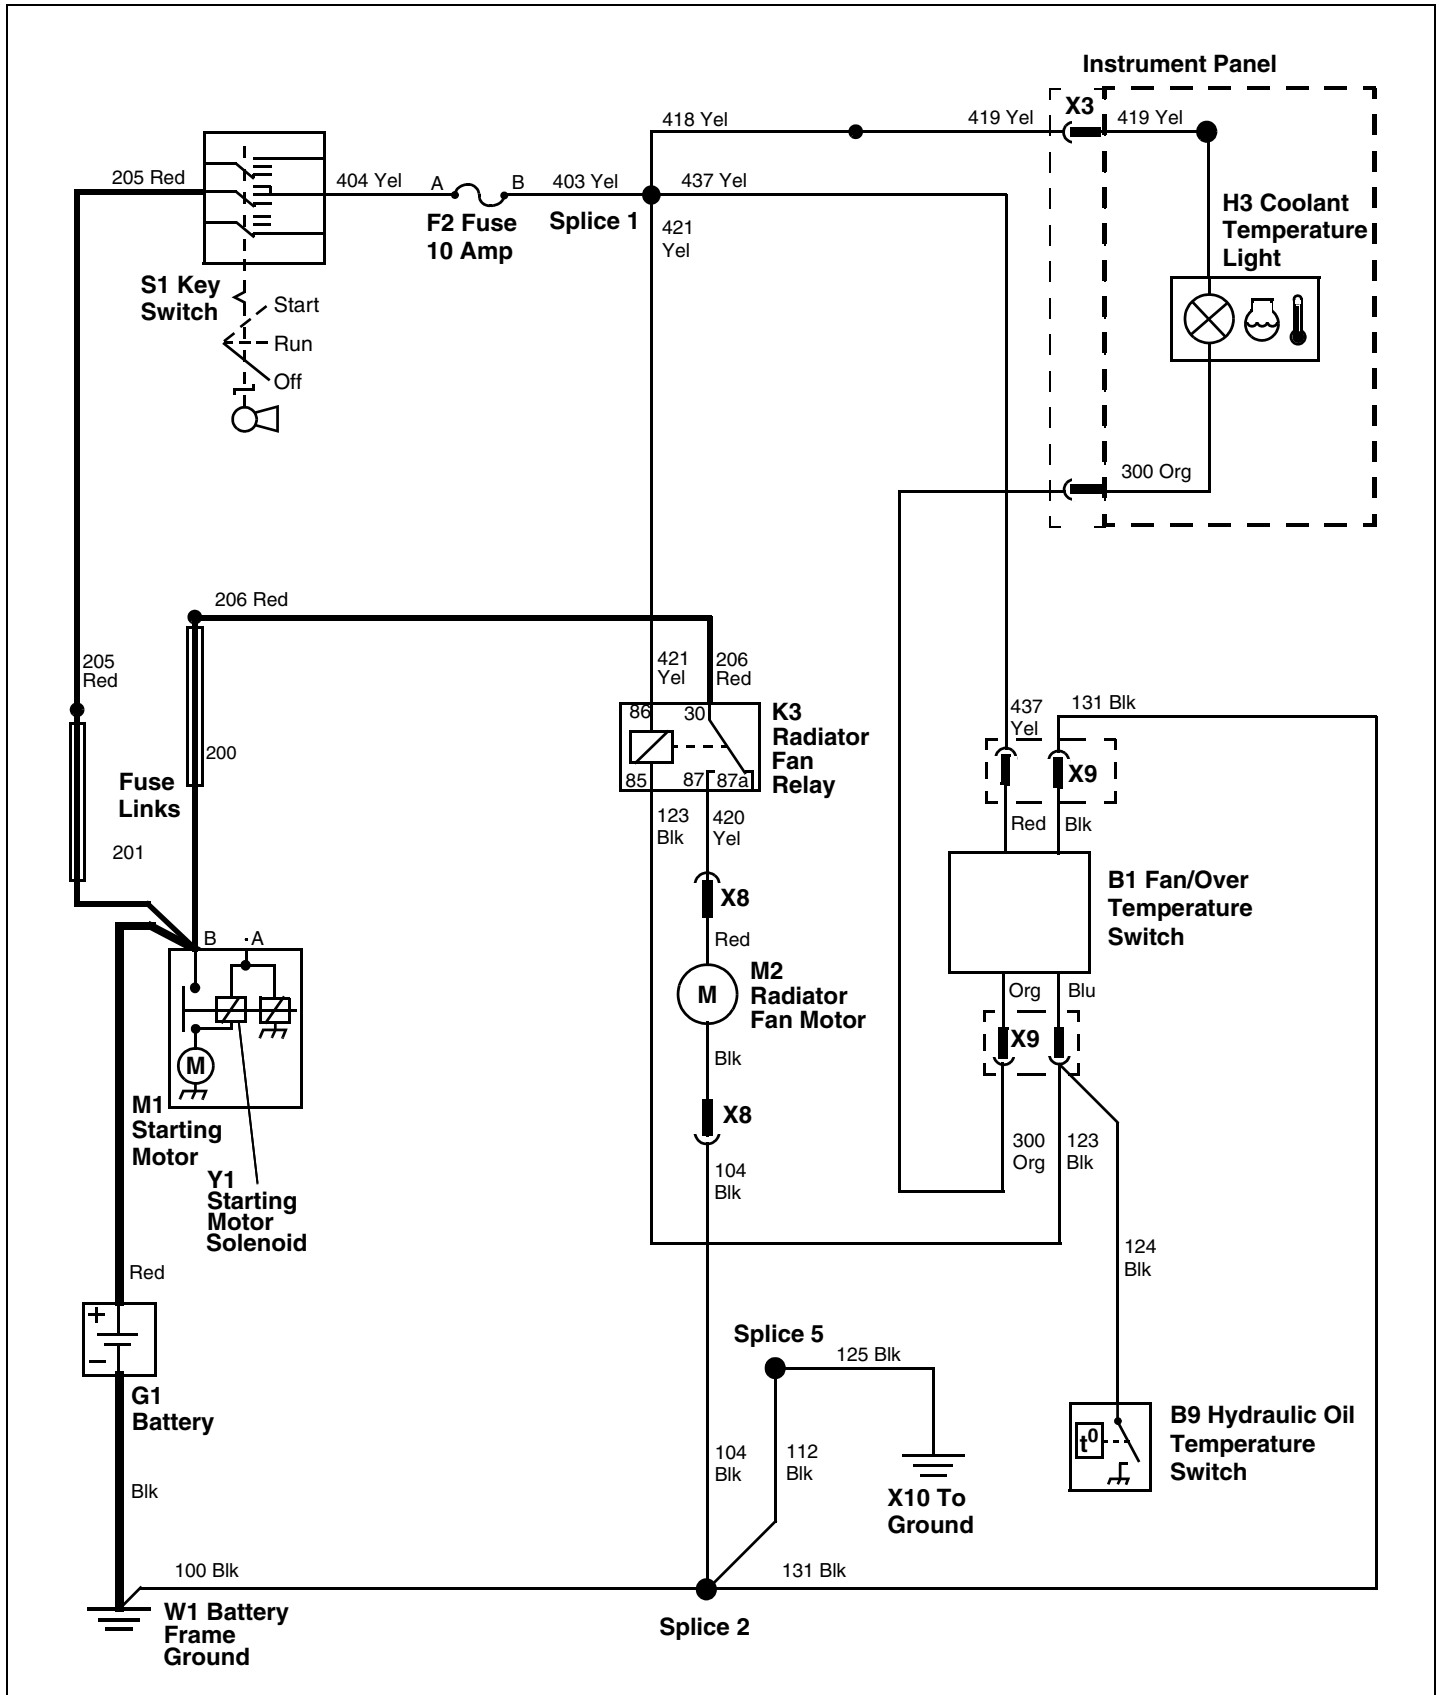 Instrument Panel
X3
418 Yel
419 Yel
419 Yel
205 Red
404 Yel
A
B
403 Yel
437 Yel
F2 Fuse
10 Amp
Splice 1
421
Yel
H3 Coolant
Temperature
Light
S1 Key
Switch
Start
Run
Off
300 Org
206 Red
205
Red
421
Yel
206
Red
86
30
85
87
87a
K3
Radiator
Fan
Relay
437
Yel
131 Blk
X9
Red
Blk
200
Fuse
Links
201
123
Blk
420
Yel
X8
Red
B1 Fan/Over
Temperature
Switch
B
A
M
M2
Radiator
Fan Motor
Org
Blu
X9
M
Blk
X8
M1
Starting
Motor
Y1
Starting
Motor
Solenoid
104
Blk
300
Org
123
Blk
124
Blk
Red
+
−
G1
Battery
Splice 5
125 Blk
104
Blk
112
Blk
X10 To
Ground
t0
B9 Hydraulic Oil
Temperature
Switch
Blk
100 Blk
131 Blk
W1 Battery
Frame
Ground
Splice 2